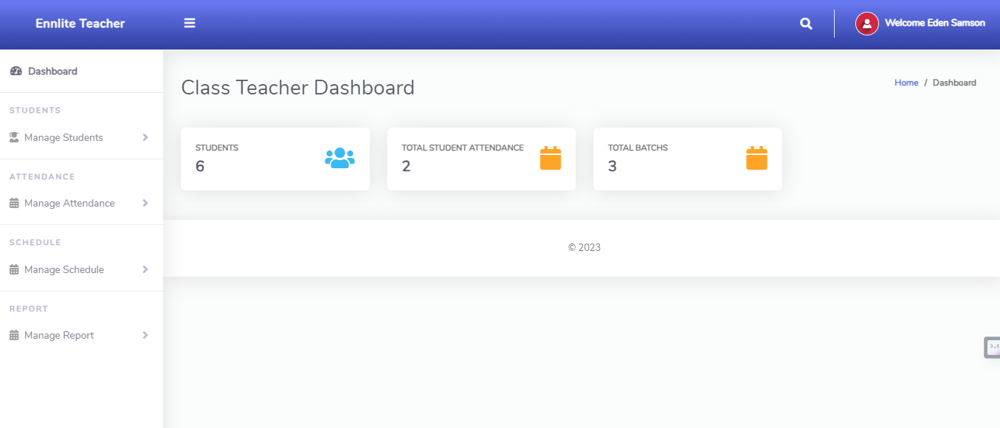 Ennlite Teacher
Welcome Eden Samson
Dashboard
STUDENTS
Manage Students
ATTENDANCE
Manage Attendance
SCHEDULE
Manage Schedule
REPORT
Manage Report
Class Teacher Dashboard
Home / Dashboard
STUDENTS
6
TOTAL STUDENT ATTENDANCE
2
TOTAL BATCHS
3
© 2023